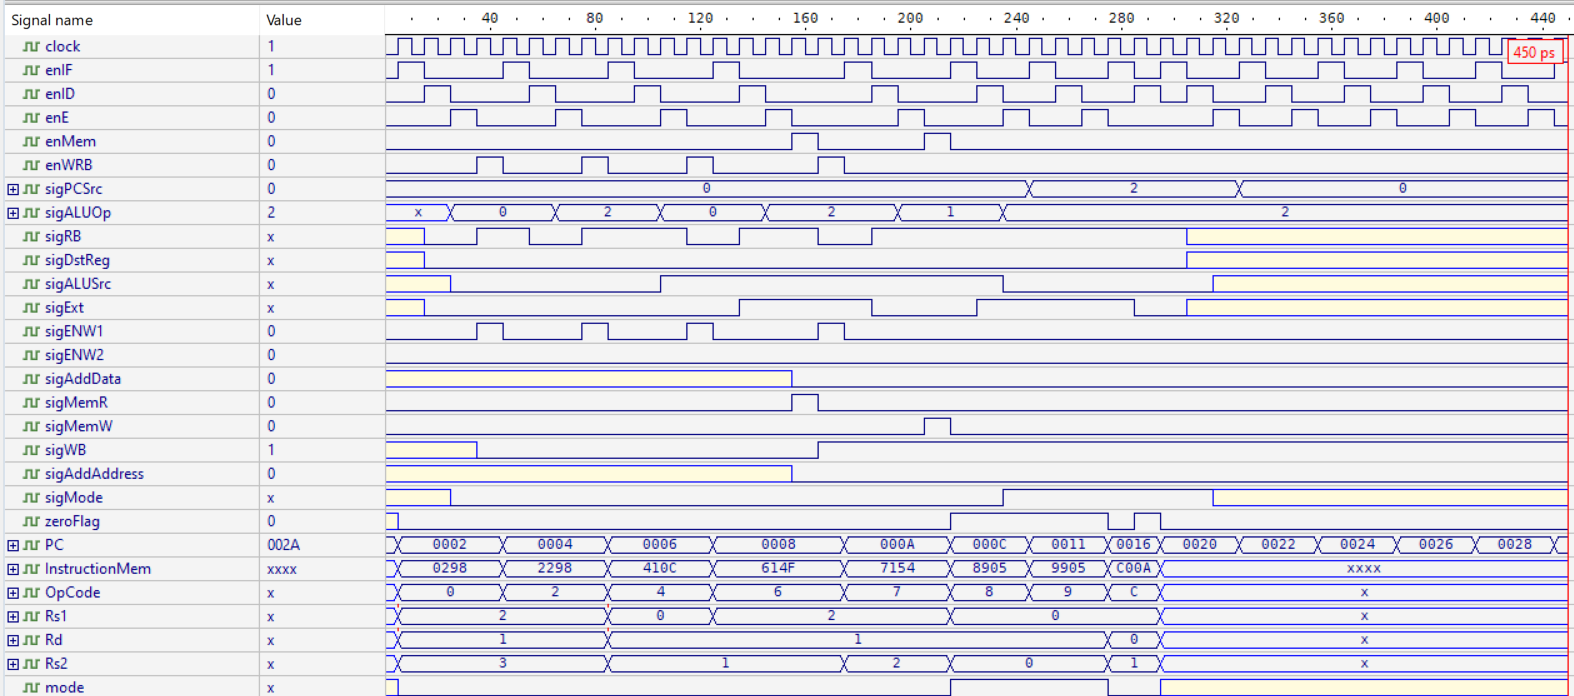 Signal name Value 40 80 120 160 200 240 280 320 360 400 440
clock 1 450 ps
enIF 1
enID 0
enE 0
enMem 0
enWRB 0
sigPCSrc 0 0 2 0
sigALUOp 2 x 0 2 0 2 1 2
sigRB x
sigDstReg x
sigALUSrc x
sigExt x
sigENW1 0
sigENW2 0
sigAddData 0
sigMemR 0
sigMemW 0
sigWB 1
sigAddAddress 0
sigMode x
zeroFlag 0
PC 002A 0002 0004 0006 0008 000A 000C 0011 0016 0020 0022 0024 0026 0028
InstructionMem xxxx 0298 2298 410C 614F 7154 8905 9905 C00A xxxx
OpCode x 0 2 4 6 7 8 9 C x
Rs1 x 2 0 2 0 x
Rd x 1 1 0 x
Rs2 x 3 1 2 0 1 x
mode x